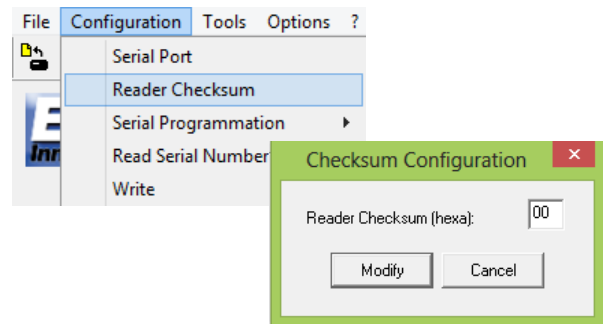 File Configuration Tools Options ?
Serial Port
Reader Checksum
Serial Programmation
Read Serial Number
Write
Checksum Configuration
Reader Checksum (hexa): 00
Modify Cancel